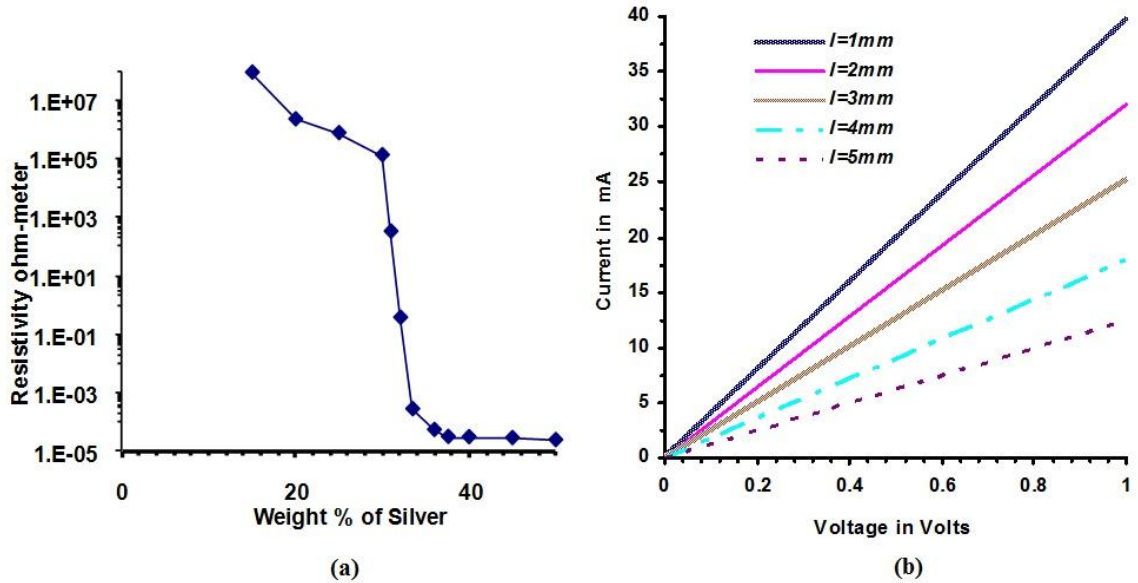 1.E+07
1.E+05
1.E+03
1.E+01
1.E-01
1.E-03
1.E-05
Resistivity ohm-meter
0 20 40
Weight % of Silver
(a)
40
35
30
25
20
15
10
5
0
Current in mA
l=1mm
l=2mm
l=3mm
l=4mm
l=5mm
0 0.2 0.4 0.6 0.8 1
Voltage in Volts
(b)